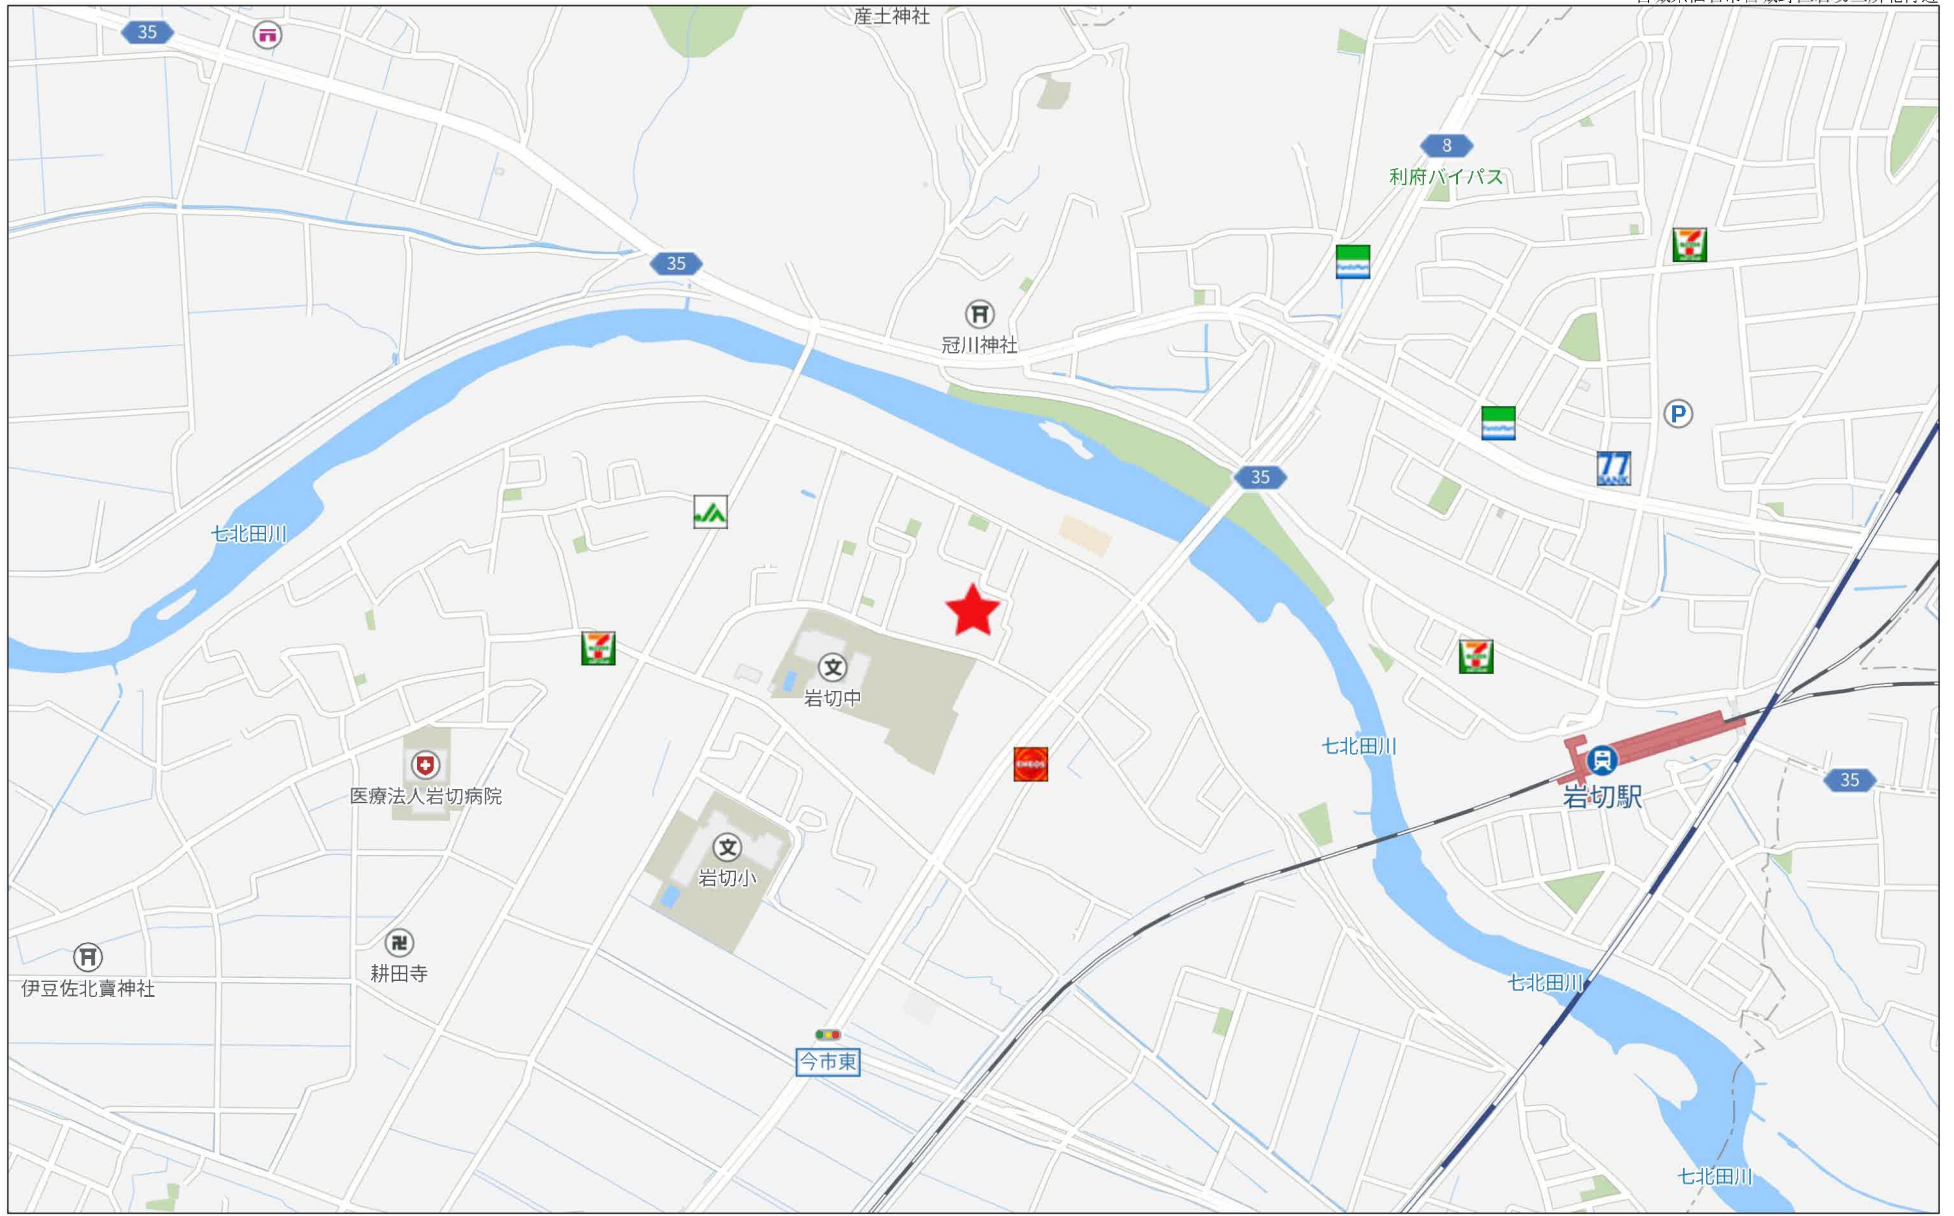 産土神社
35
8
利府バイパス
35
冠川神社
P
77
BANK
35
七北田川
岩切中
七北田川
ENEOS
岩切駅
35
医療法人岩切病院
岩切小
耕田寺
伊豆佐北賣神社
七北田川
今市東
七北田川